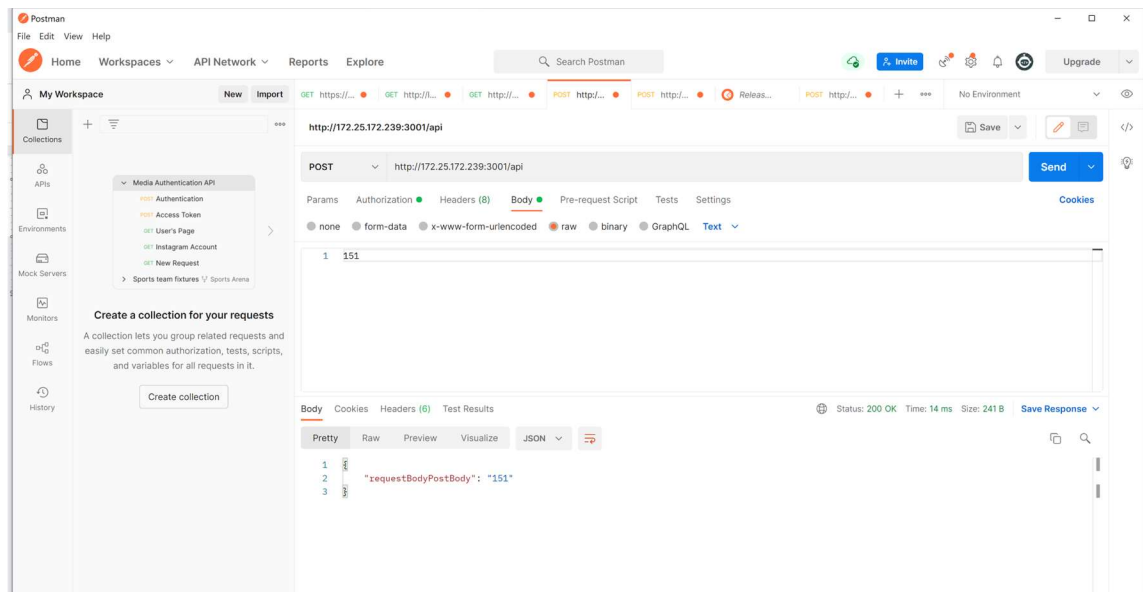 Postman
File Edit View Help
Home Workspaces API Network Reports Explore Search Postman Invite Upgrade
My Workspace New Import GET https://... GET http://l... GET http://... POST http:/... POST http:/... Releas... POST http:/... No Environment
Collections
APIs
Environments
Mock Servers
Monitors
Flows
History
Media Authentication API
POST Authentication
POST Access Token
GET User's Page
GET Instagram Account
GET New Request
Sports team fixtures Sports Arena
Create a collection for your requests
A collection lets you group related requests and
easily set common authorization, tests, scripts,
and variables for all requests in it.
Create collection
http://172.25.172.239:3001/api Save
POST http://172.25.172.239:3001/api Send
Params Authorization Headers (8) Body Pre-request Script Tests Settings Cookies
none form-data x-www-form-urlencoded raw binary GraphQL Text
1 151
Body Cookies Headers (6) Test Results Status: 200 OK Time: 14 ms Size: 241 B Save Response
Pretty Raw Preview Visualize JSON
1 {
2 "requestBodyPostBody": "151"
3 }